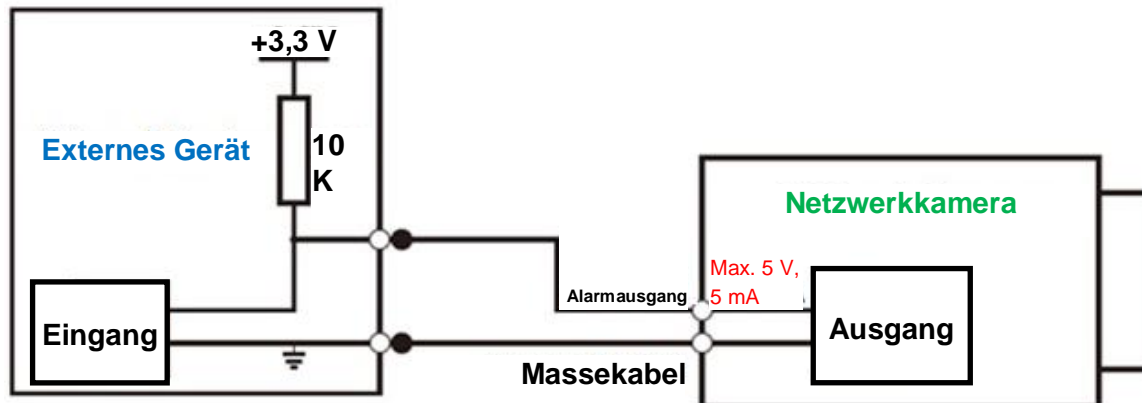 +3,3 V
Externes Gerät
10
K
Netzwerkkamera
Max. 5 V,
5 mA
Alarmausgang
Eingang
Ausgang
Massekabel